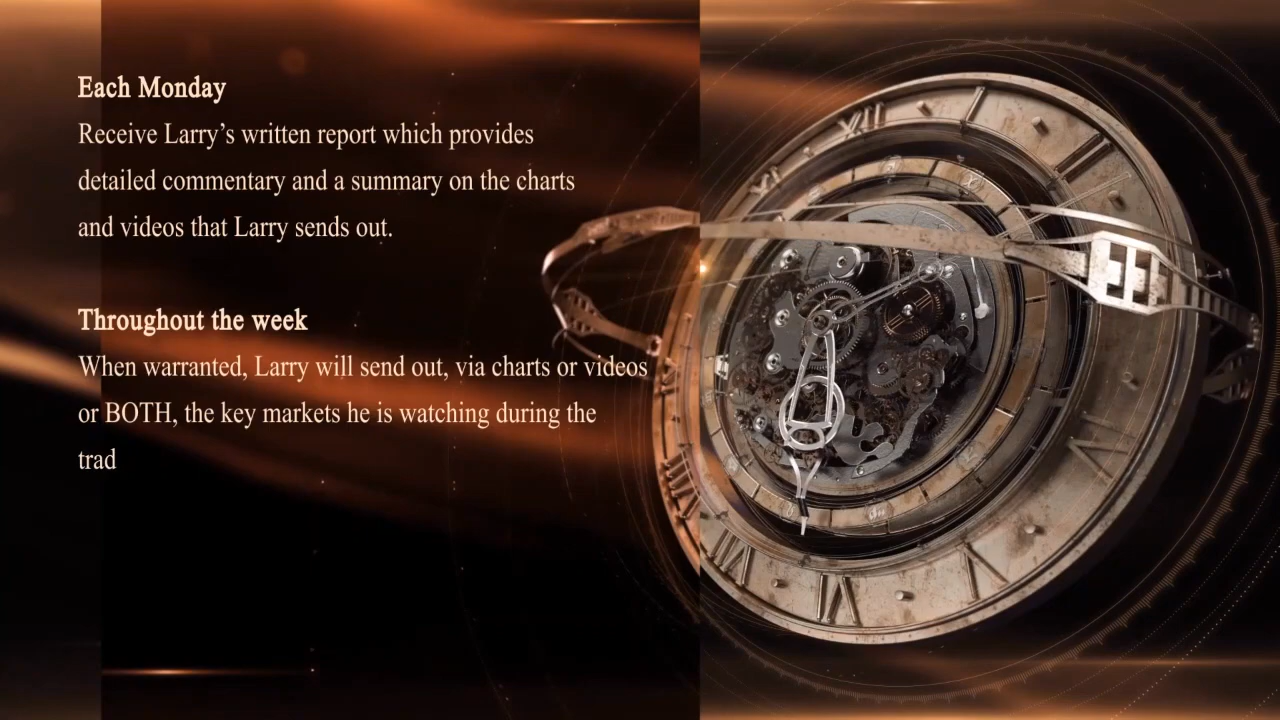 Each Monday
Receive Larry’s written report which provides
detailed commentary and a summary on the charts
and videos that Larry sends out.
Throughout the week
When warranted, Larry will send out, via charts or videos
or BOTH, the key markets he is watching during the
trad